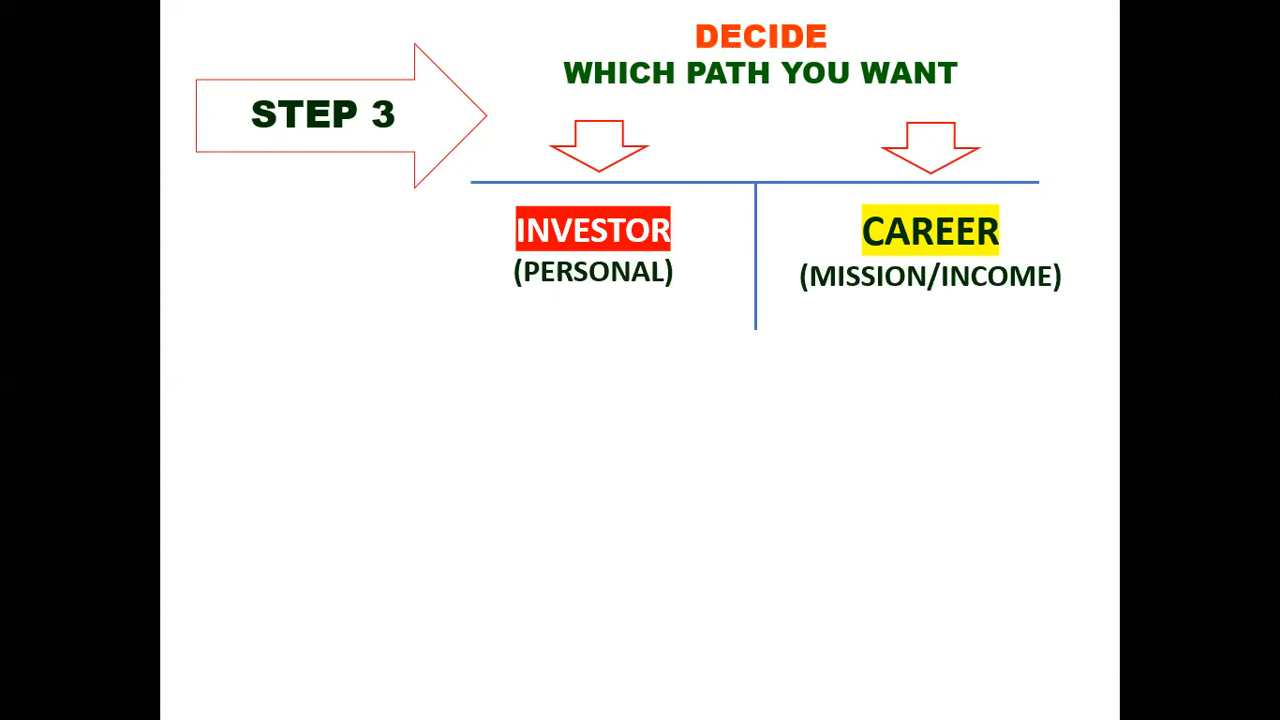 DECIDE
WHICH PATH YOU WANT
STEP 3
INVESTOR
(PERSONAL)
CAREER
(MISSION/INCOME)